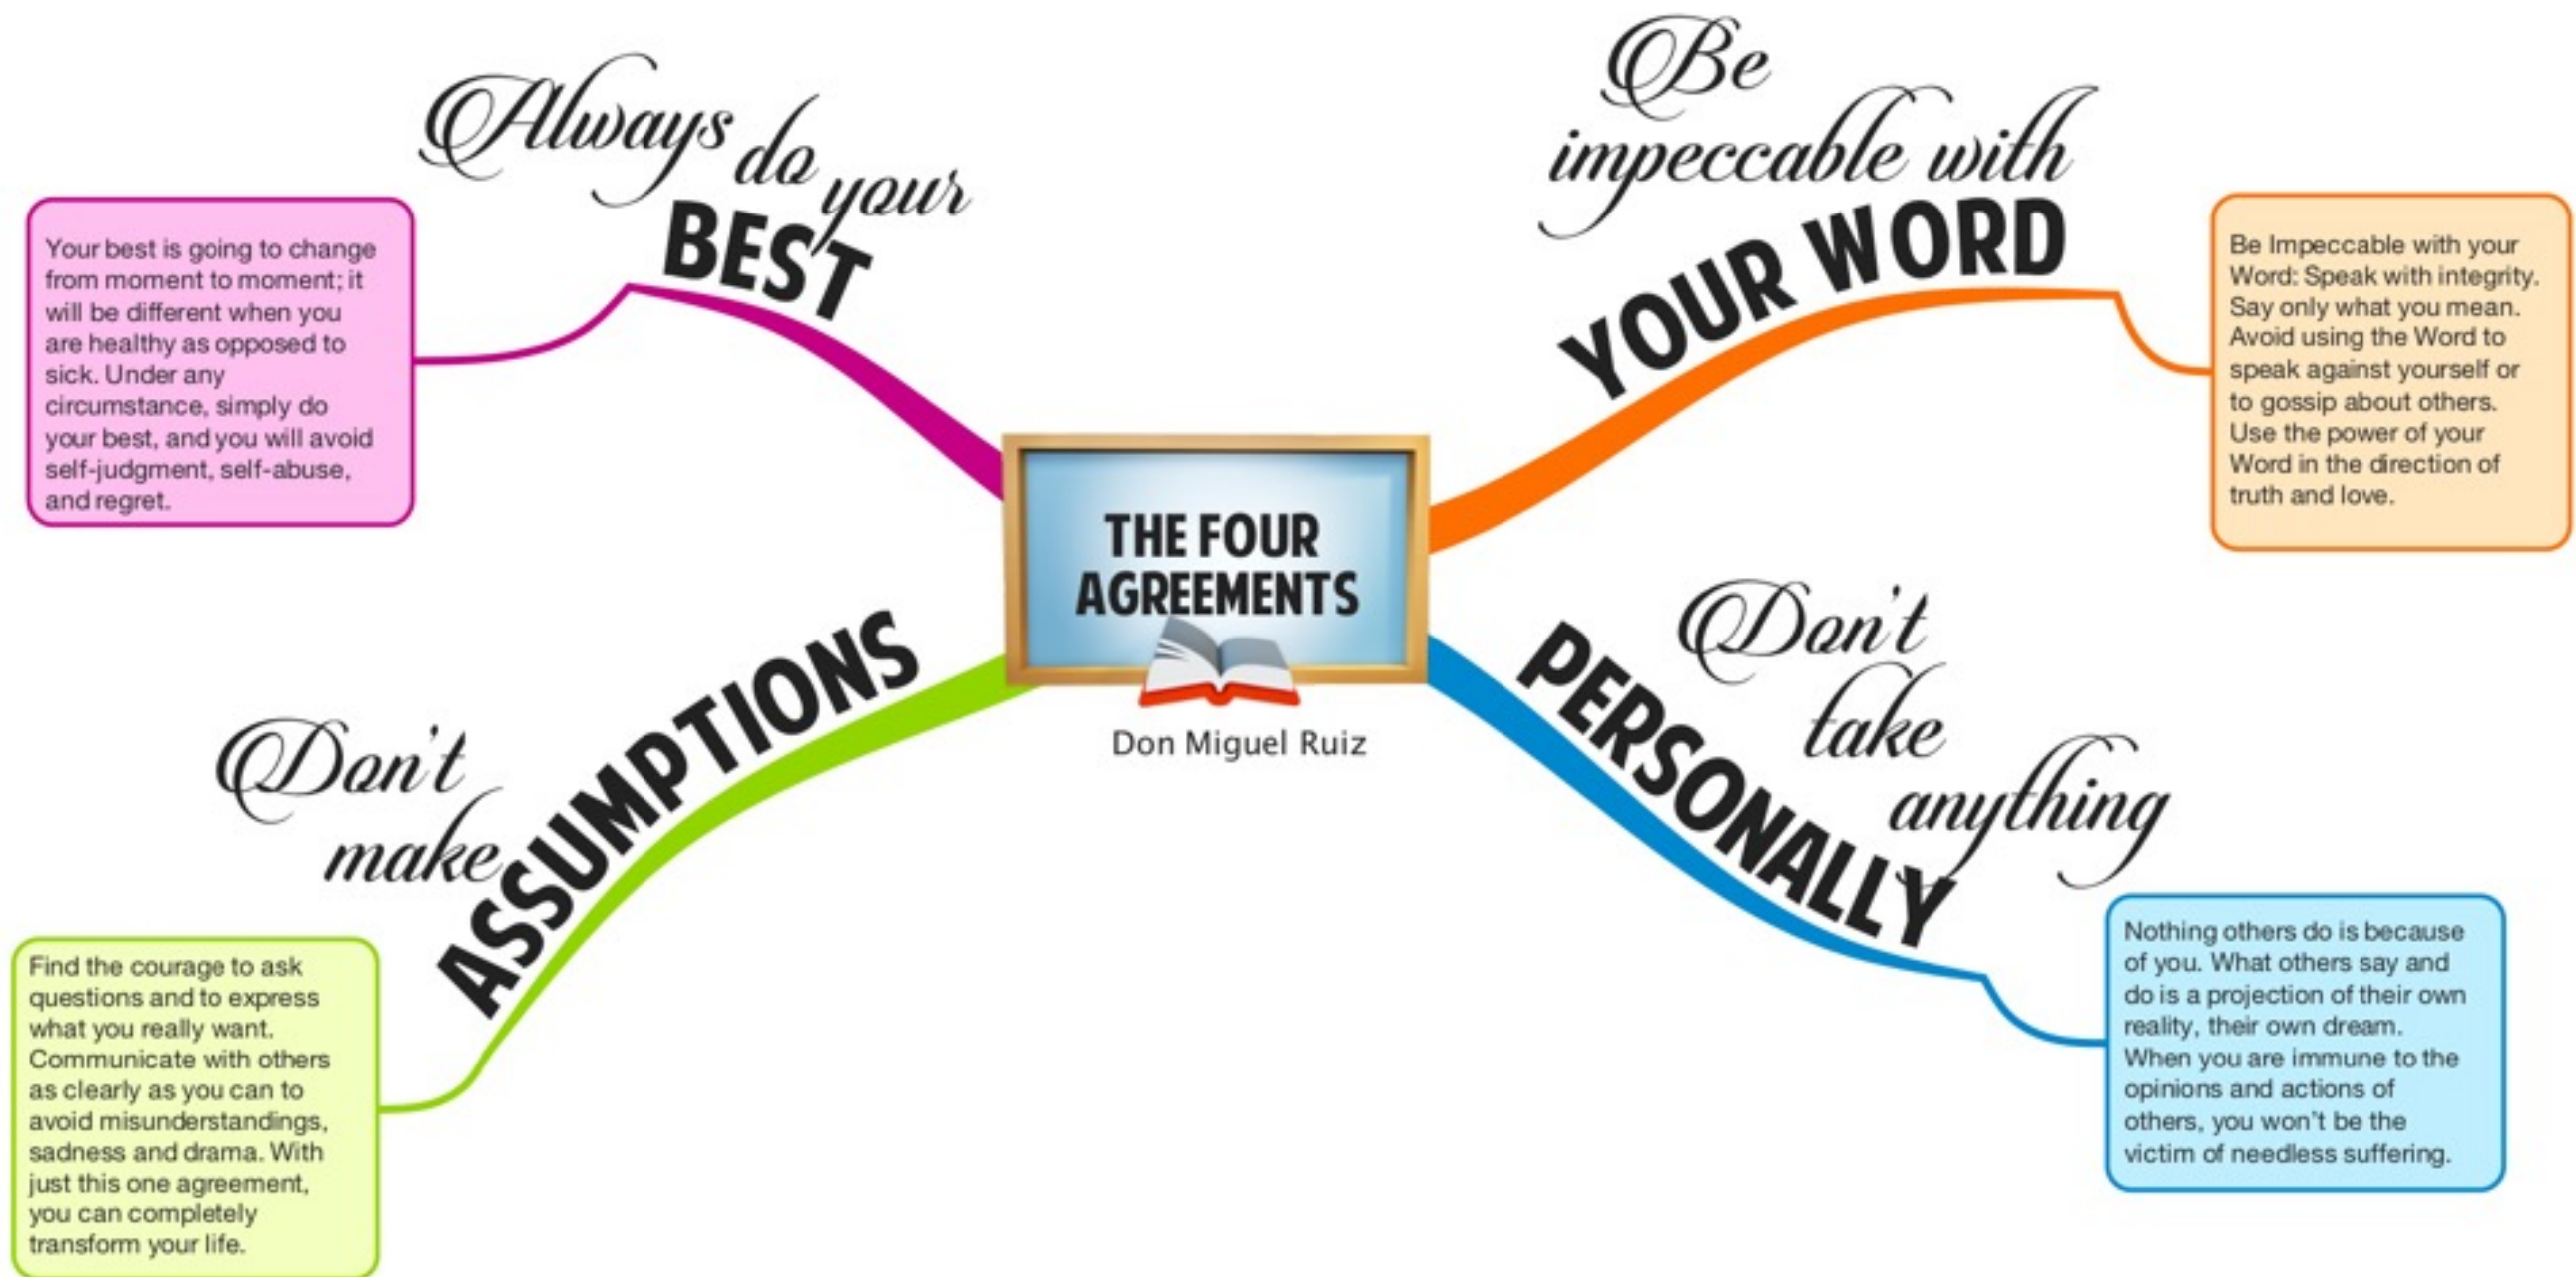 THE FOUR
AGREEMENTS
Don Miguel Ruiz
Be
impeccable with
YOUR WORD
Be Impeccable with your
Word: Speak with integrity.
Say only what you mean.
Avoid using the Word to
speak against yourself or
to gossip about others.
Use the power of your
Word in the direction of
truth and love.
Don't
take
anything
PERSONALLY
Nothing others do is because
of you. What others say and
do is a projection of their own
reality, their own dream.
When you are immune to the
opinions and actions of
others, you won't be the
victim of needless suffering.
Don't
make
ASSUMPTIONS
Find the courage to ask
questions and to express
what you really want.
Communicate with others
as clearly as you can to
avoid misunderstandings,
sadness and drama. With
just this one agreement,
you can completely
transform your life.
Always do your
BEST
Your best is going to change
from moment to moment; it
will be different when you
are healthy as opposed to
sick. Under any
circumstance, simply do
your best, and you will avoid
self-judgment, self-abuse,
and regret.